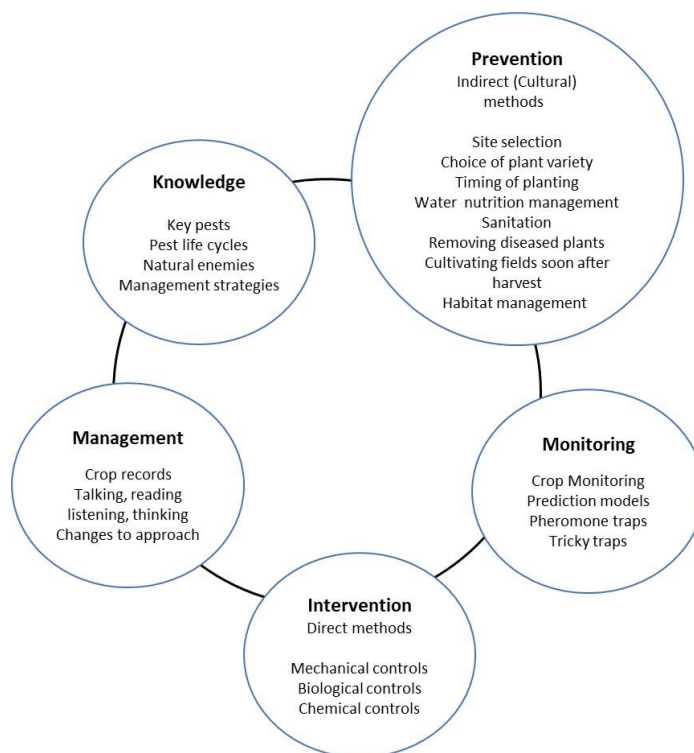 Prevention
Indirect (Cultural)
methods
Site selection
Choice of plant variety
Timing of planting
Water nutrition management
Sanitation
Removing diseased plants
Cultivating fields soon after
harvest
Habitat management
Knowledge
Key pests
Pest life cycles
Natural enemies
Management strategies
Management
Crop records
Talking, reading
listening, thinking
Changes to approach
Monitoring
Crop Monitoring
Prediction models
Pheromone traps
Tricky traps
Intervention
Direct methods
Mechanical controls
Biological controls
Chemical controls